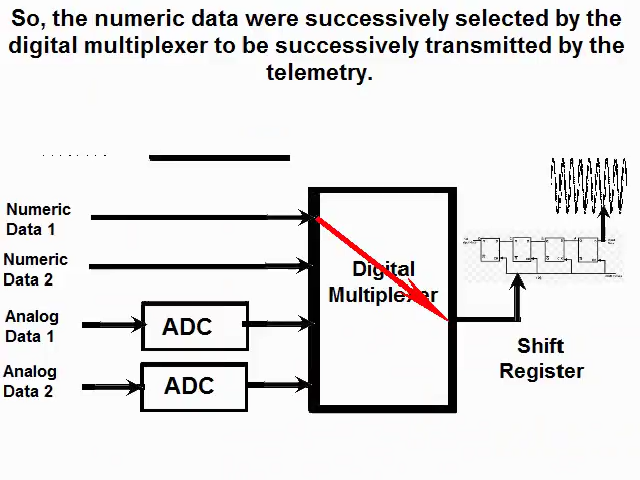 So, the numeric data were successively selected by the
digital multiplexer to be successively transmitted by the
telemetry.
Numeric
Data 1
Numeric
Data 2
Analog
Data 1
Analog
Data 2
ADC
ADC
Digital
Multiplexer
Shift
Register